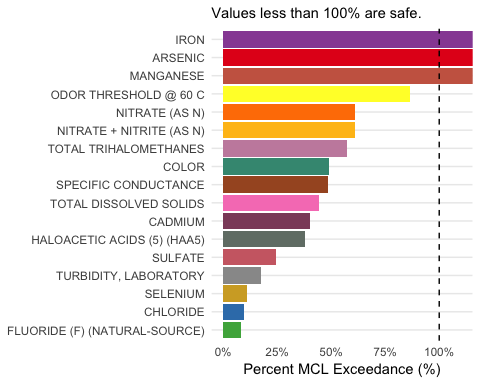 Values less than 100% are safe.
IRON
ARSENIC
MANGANESE
ODOR THRESHOLD @ 60 C
NITRATE (AS N)
NITRATE + NITRITE (AS N)
TOTAL TRIHALOMETHANES
COLOR
SPECIFIC CONDUCTANCE
TOTAL DISSOLVED SOLIDS
CADMIUM
HALOACETIC ACIDS (5) (HAA5)
SULFATE
TURBIDITY, LABORATORY
SELENIUM
CHLORIDE
FLUORIDE (F) (NATURAL-SOURCE)
0% 25% 50% 75% 100%
Percent MCL Exceedance (%)